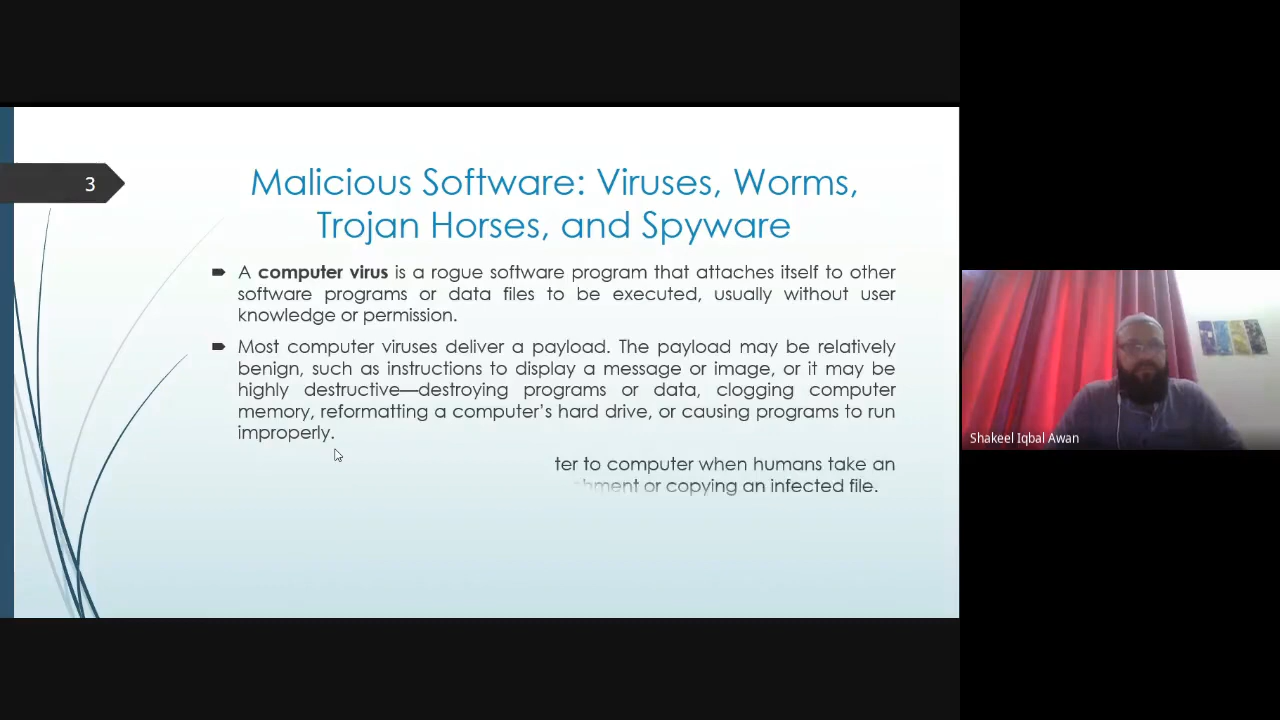 3
Malicious Software: Viruses, Worms,
Trojan Horses, and Spyware
A computer virus is a rogue software program that attaches itself to other
software programs or data files to be executed, usually without user
knowledge or permission.
Most computer viruses deliver a payload. The payload may be relatively
benign, such as instructions to display a message or image, or it may be
highly destructive—destroying programs or data, clogging computer
memory, reformatting a computer's hard drive, or causing programs to run
improperly.
ter to computer when humans take an
hment or copying an infected file.
Shakeel Iqbal Awan